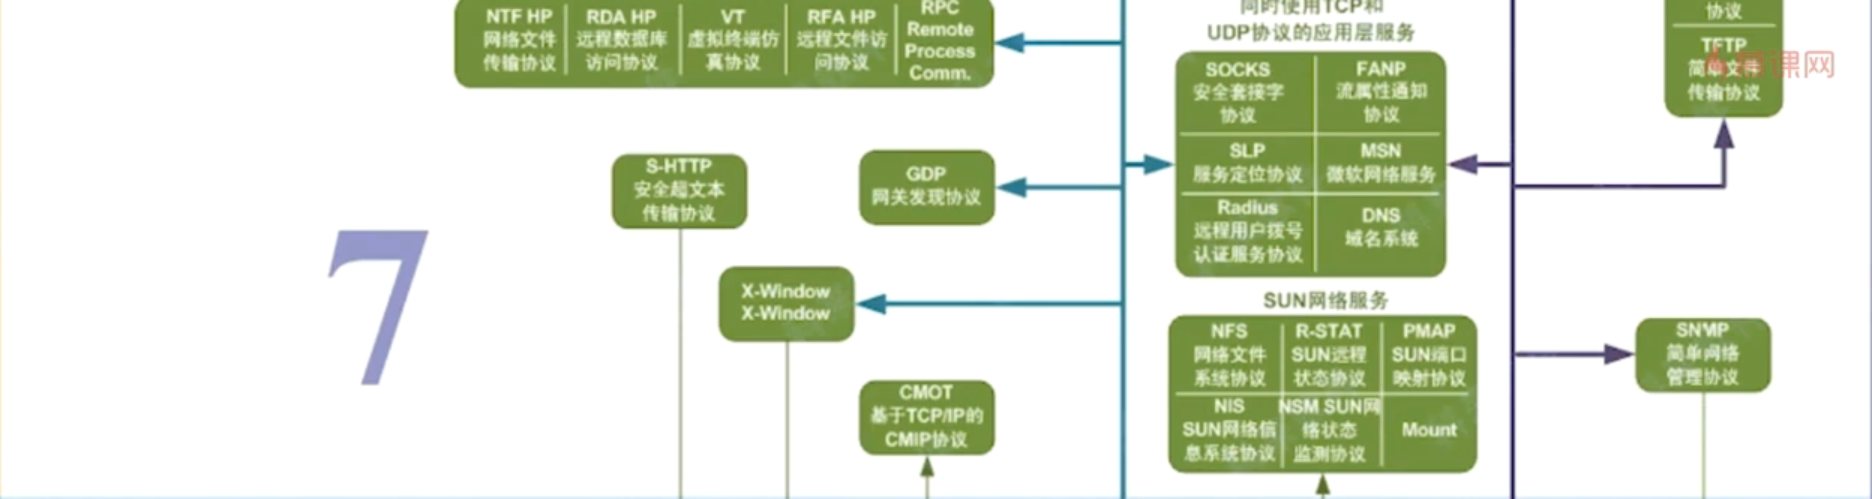 NTF HP
网络文件
传输协议
RDA HP
远程数据库
访问协议
VT
虚拟终端仿
真协议
RFA HP
远程文件访
问协议
RPC
Remote
Process
Comm.
同时使用TCP和
UDP协议的应用层服务
SOCKS
安全套接字
协议
FANP
流属性通知
协议
SLP
服务定位协议
MSN
微软网络服务
Radius
远程用户拨号
认证服务协议
DNS
域名系统
协议
TFTP
简单文件
传输协议
慕课网
S-HTTP
安全超文本
传输协议
GDP
网关发现协议
7
X-Window
X-Window
SUN网络服务
NFS
网络文件
系统协议
R-STAT
SUN远程
状态协议
PMAP
SUN端口
映射协议
NIS
SUN网络信
息系统协议
NSM SUN网
络状态
监测协议
Mount
SNMP
简单网络
管理协议
CMOT
基于TCP/IP的
CMIP协议